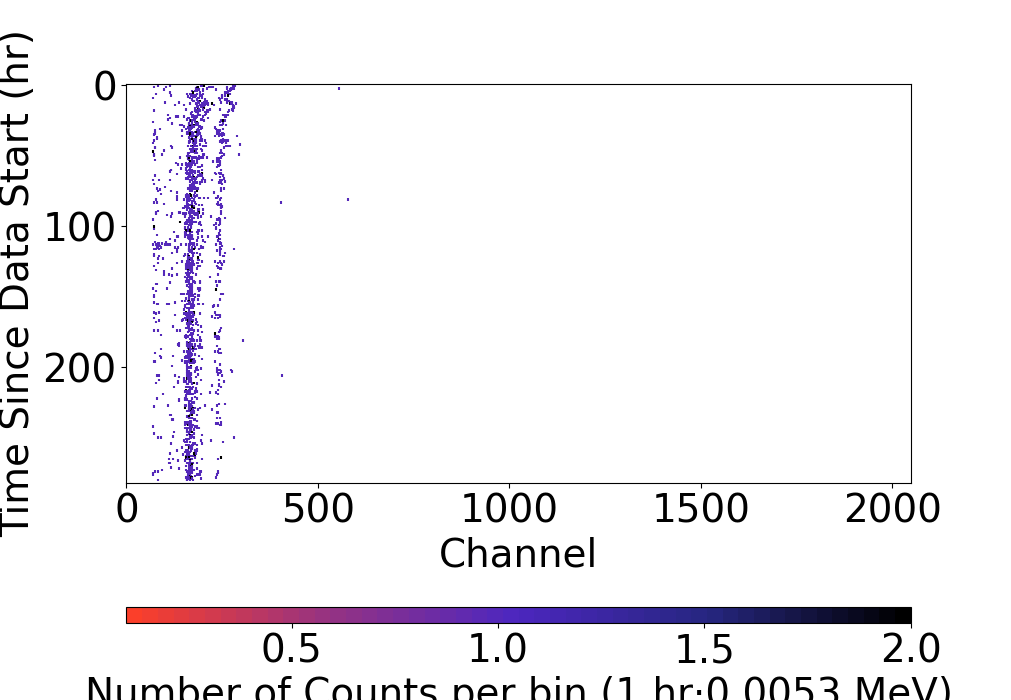 Time Since Data Start (hr)
0
100
200
0 500 1000 1500 2000
Channel
0.5 1.0 1.5 2.0
Number of Counts per bin (1 hr·0.0053 MeV)